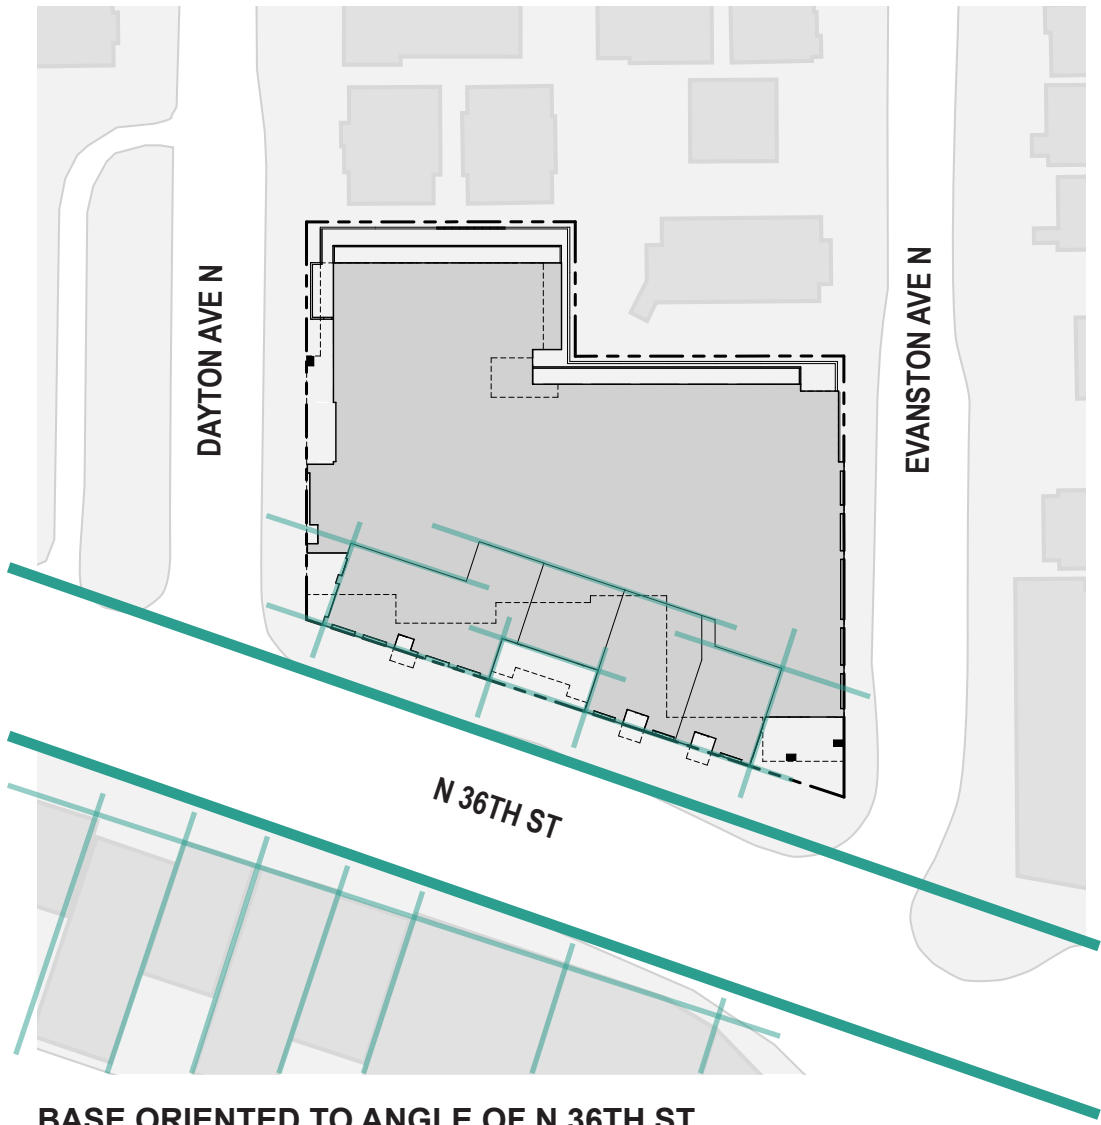 DAYTON AVE N
EVANSTON AVE N
N 36TH ST
BASE ORIENTED TO ANGLE OF N 36TH ST